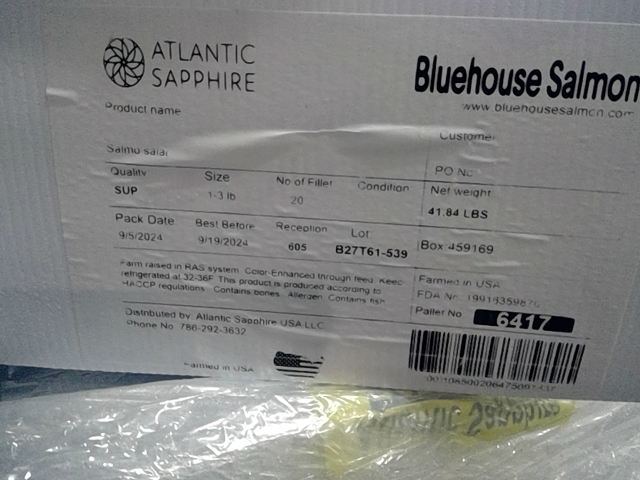 ATLANTIC
SAPPHIRE
Bluehouse Salmon
www.bluehousesalmon.com
Product name
Customer
Salmo salar
PO No
Quality
SUP
Size
1-3 lb
No of Fillet
20
Condition
Net weight
41.84 LBS
Pack Date
9/5/2024
Best Before
9/19/2024
Reception
605
Lot
B27T61-539
Box 459169
Farm raised in RAS system. Color-Enhanced through feed. Keep
refrigerated at 32-36F. This product is produced according to
HACCP regulations. Contains bones. Allergen: Contains fish
Farmed in USA
FDA Nr.
Pallet No 6417
Distributed by: Atlantic Sapphire USA LLC
Phone No. 786-292-3632
Farmed in USA
Sapphire